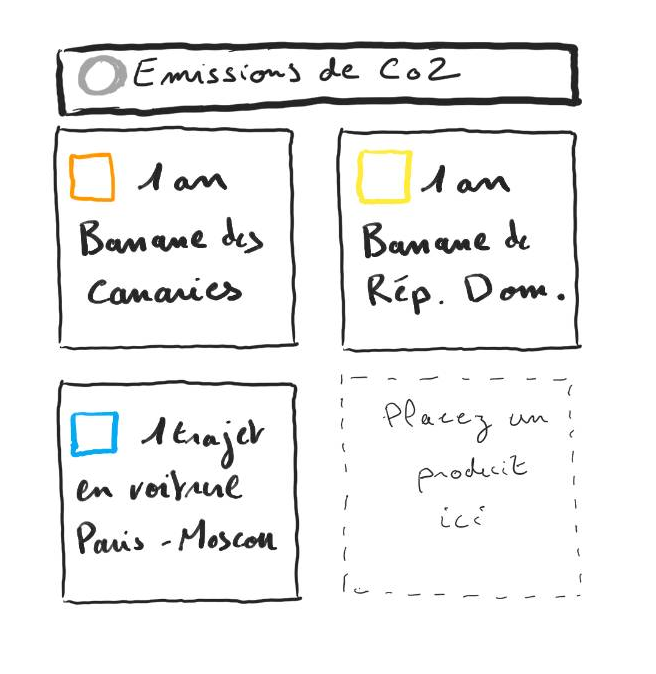 Emissions de Co2
1 an
Banane des
Canaries
1 an
Banane de
Rép. Dom.
1 trajet
en voiture
Paris - Moscou
Placez un
produit
ici